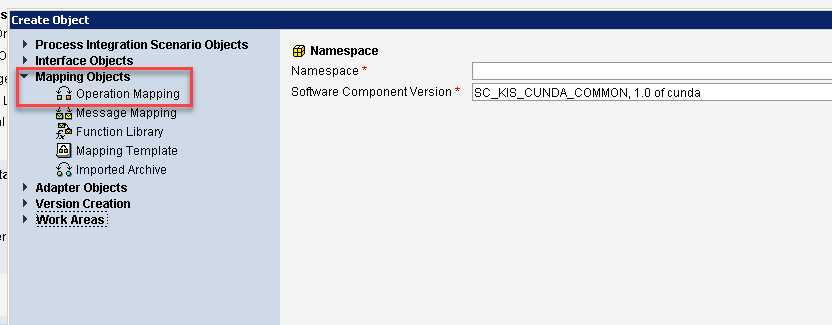 Create Object
Process Integration Scenario Objects
Interface Objects
Mapping Objects
Operation Mapping
Message Mapping
Function Library
Mapping Template
Imported Archive
Adapter Objects
Version Creation
Work Areas
Namespace
Namespace *
Software Component Version * SC_KIS_CUNDA_COMMON, 1.0 of cunda